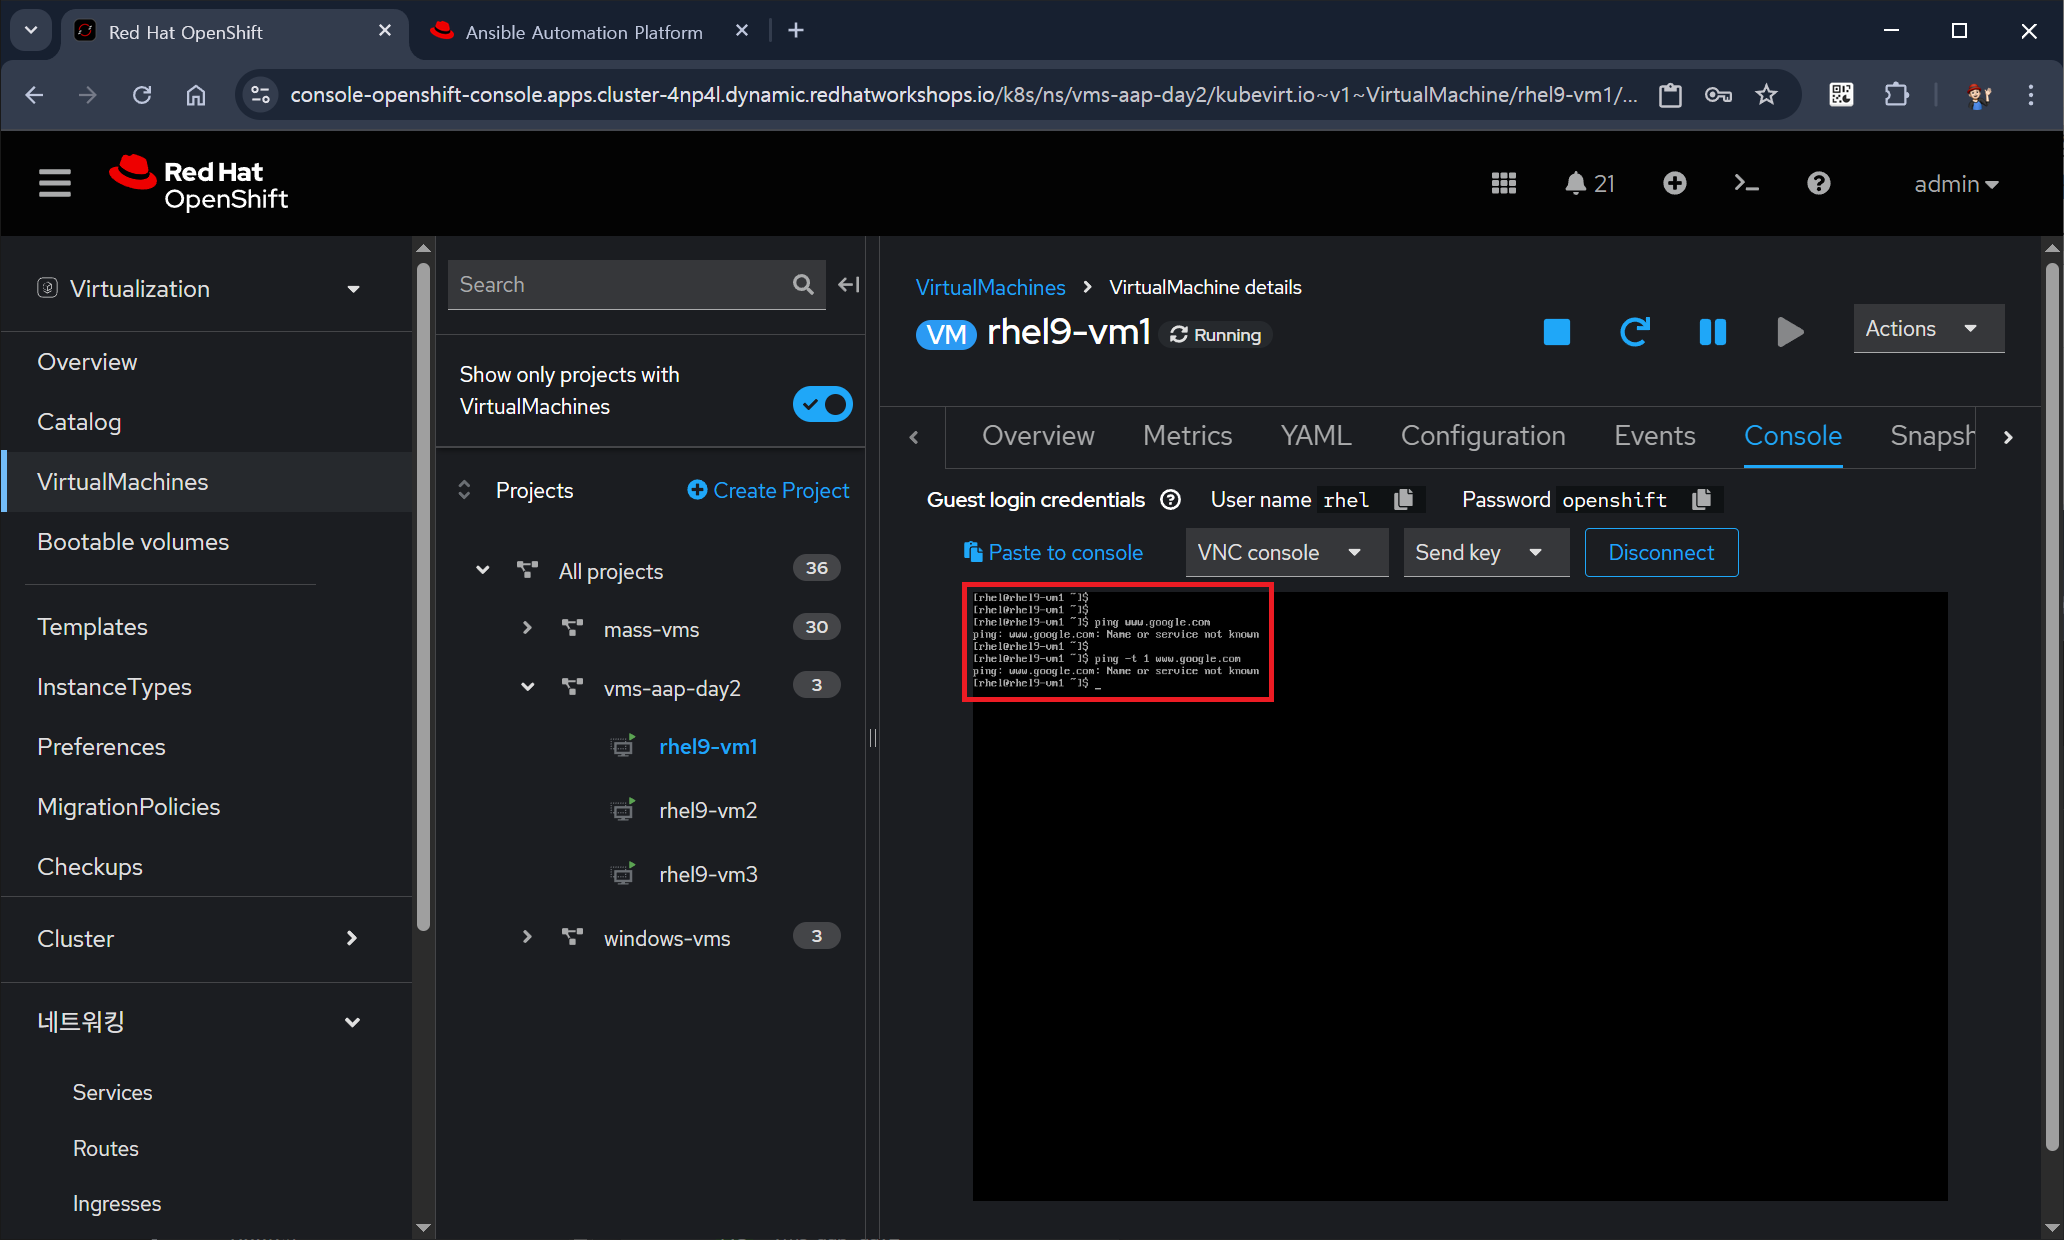 Red Hat OpenShift
Ansible Automation Platform
console-openshift-console.apps.cluster-4np4l.dynamic.redhatworkshops.io/k8s/ns/vms-aap-day2/kubevirt.io~v1~VirtualMachine/rhel9-vm1/...
Red Hat
OpenShift
21
admin
Virtualization
Overview
Catalog
VirtualMachines
Bootable volumes
Templates
InstanceTypes
Preferences
MigrationPolicies
Checkups
Cluster
네트워킹
Services
Routes
Ingresses
Search
Show only projects with
VirtualMachines
Projects
Create Project
All projects 36
mass-vms 30
vms-aap-day2 3
rhel9-vm1
rhel9-vm2
rhel9-vm3
windows-vms 3
VirtualMachines > VirtualMachine details
VM rhel9-vm1 Running
Actions
Overview Metrics YAML Configuration Events Console Snapsh
Guest login credentials User name rhel Password openshift
Paste to console VNC console Send key Disconnect
[rhel@rhel9-vm1 ~]$
[rhel@rhel9-vm1 ~]$
[rhel@rhel9-vm1 ~]$ ping www.google.com
ping: www.google.com: Name or service not known
[rhel@rhel9-vm1 ~]$
[rhel@rhel9-vm1 ~]$ ping -t 1 www.google.com
ping: www.google.com: Name or service not known
[rhel@rhel9-vm1 ~]$ _